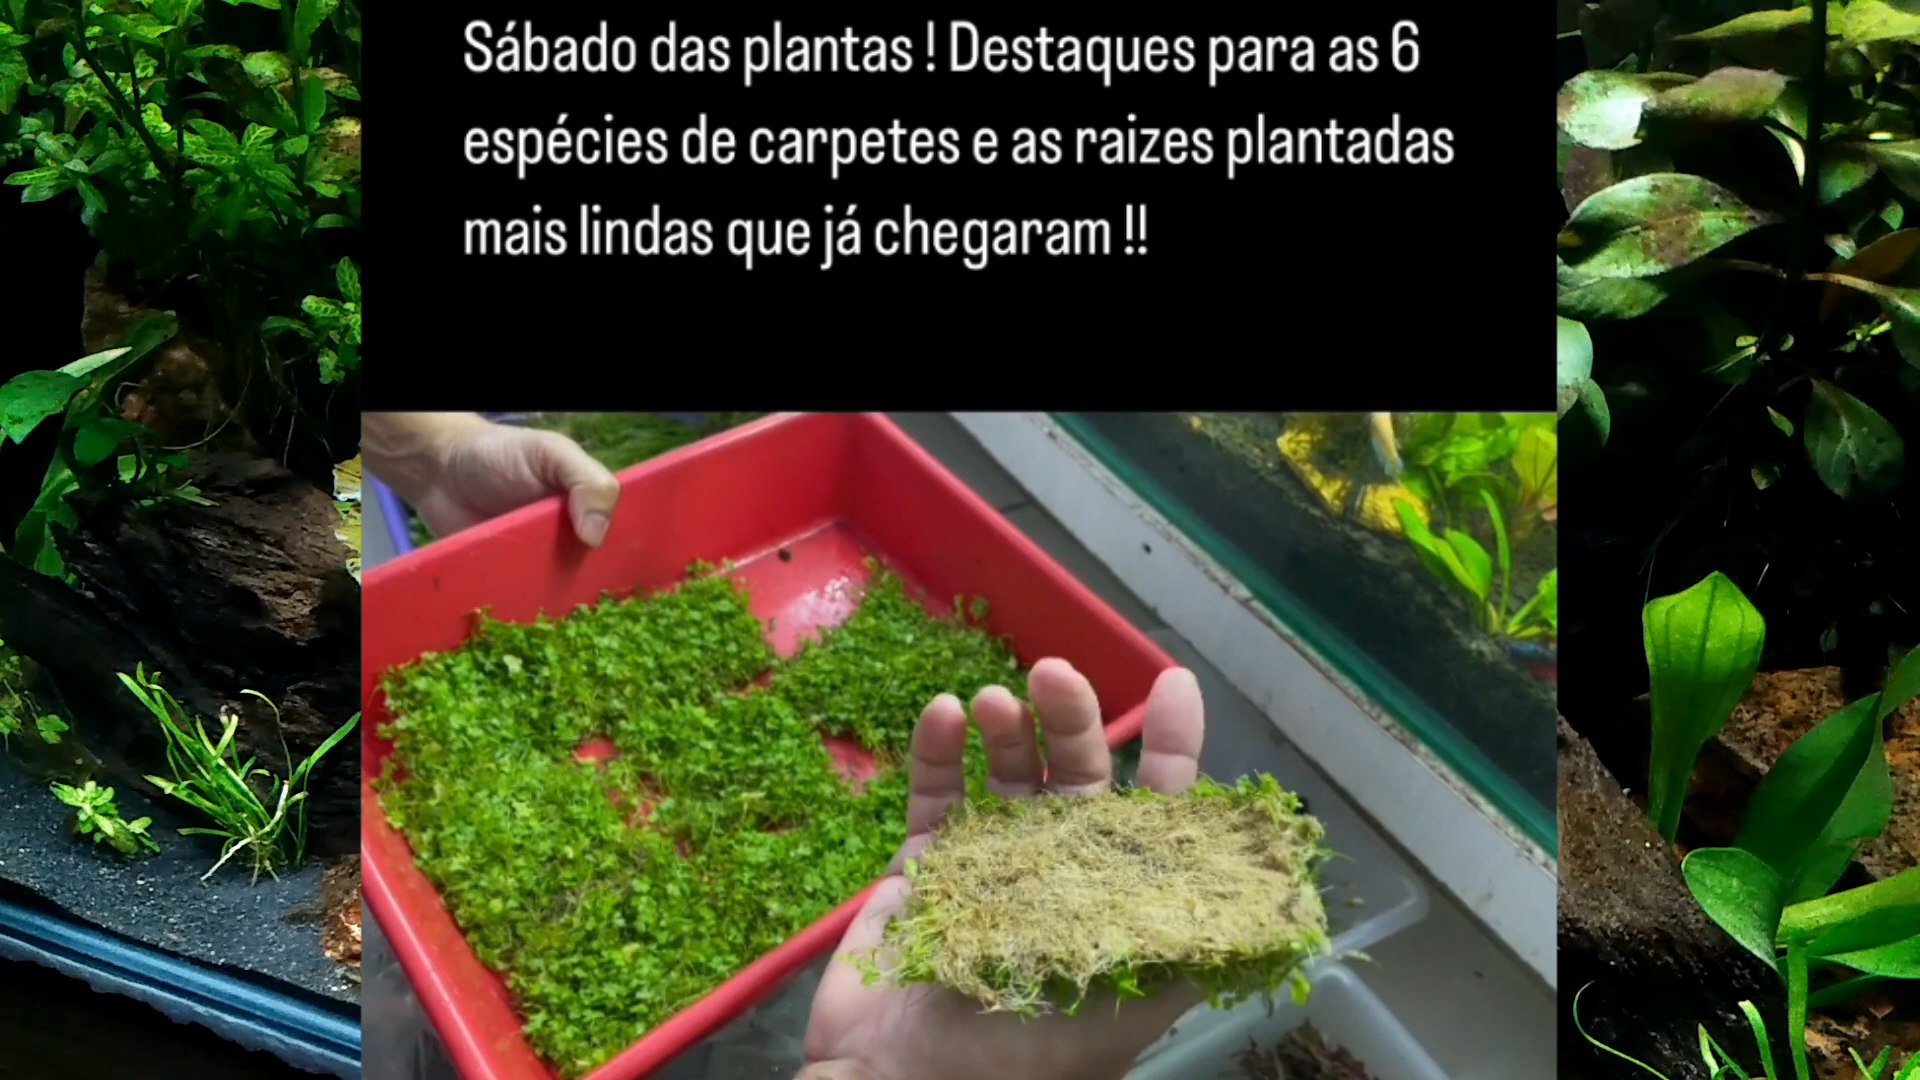 Sábado das plantas ! Destaques para as 6
espécies de carpetes e as raizes plantadas
mais lindas que já chegaram !!